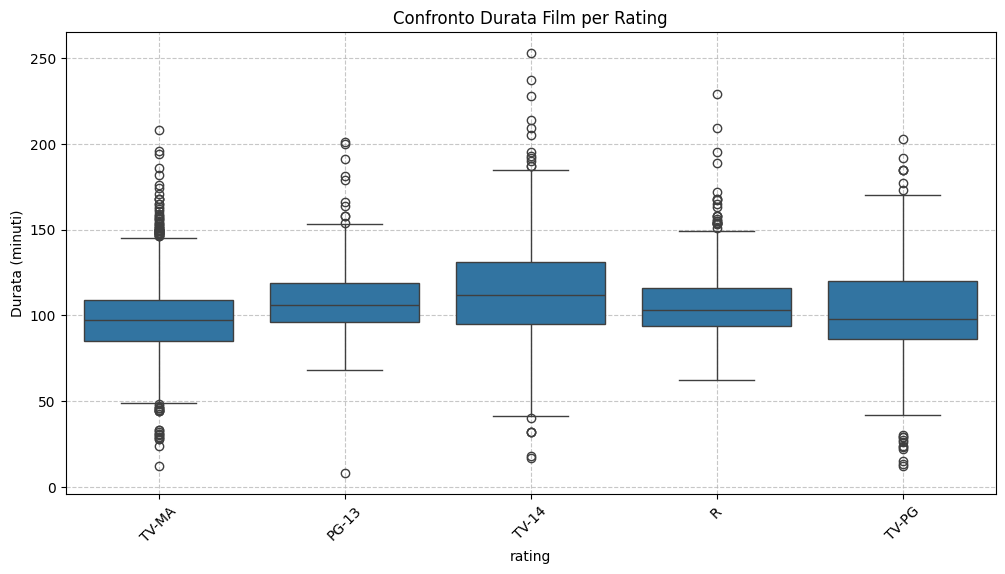 Confronto Durata Film per Rating
Durata (minuti)
250
200
150
100
50
0
TV-MA
PG-13
TV-14
R
TV-PG
rating